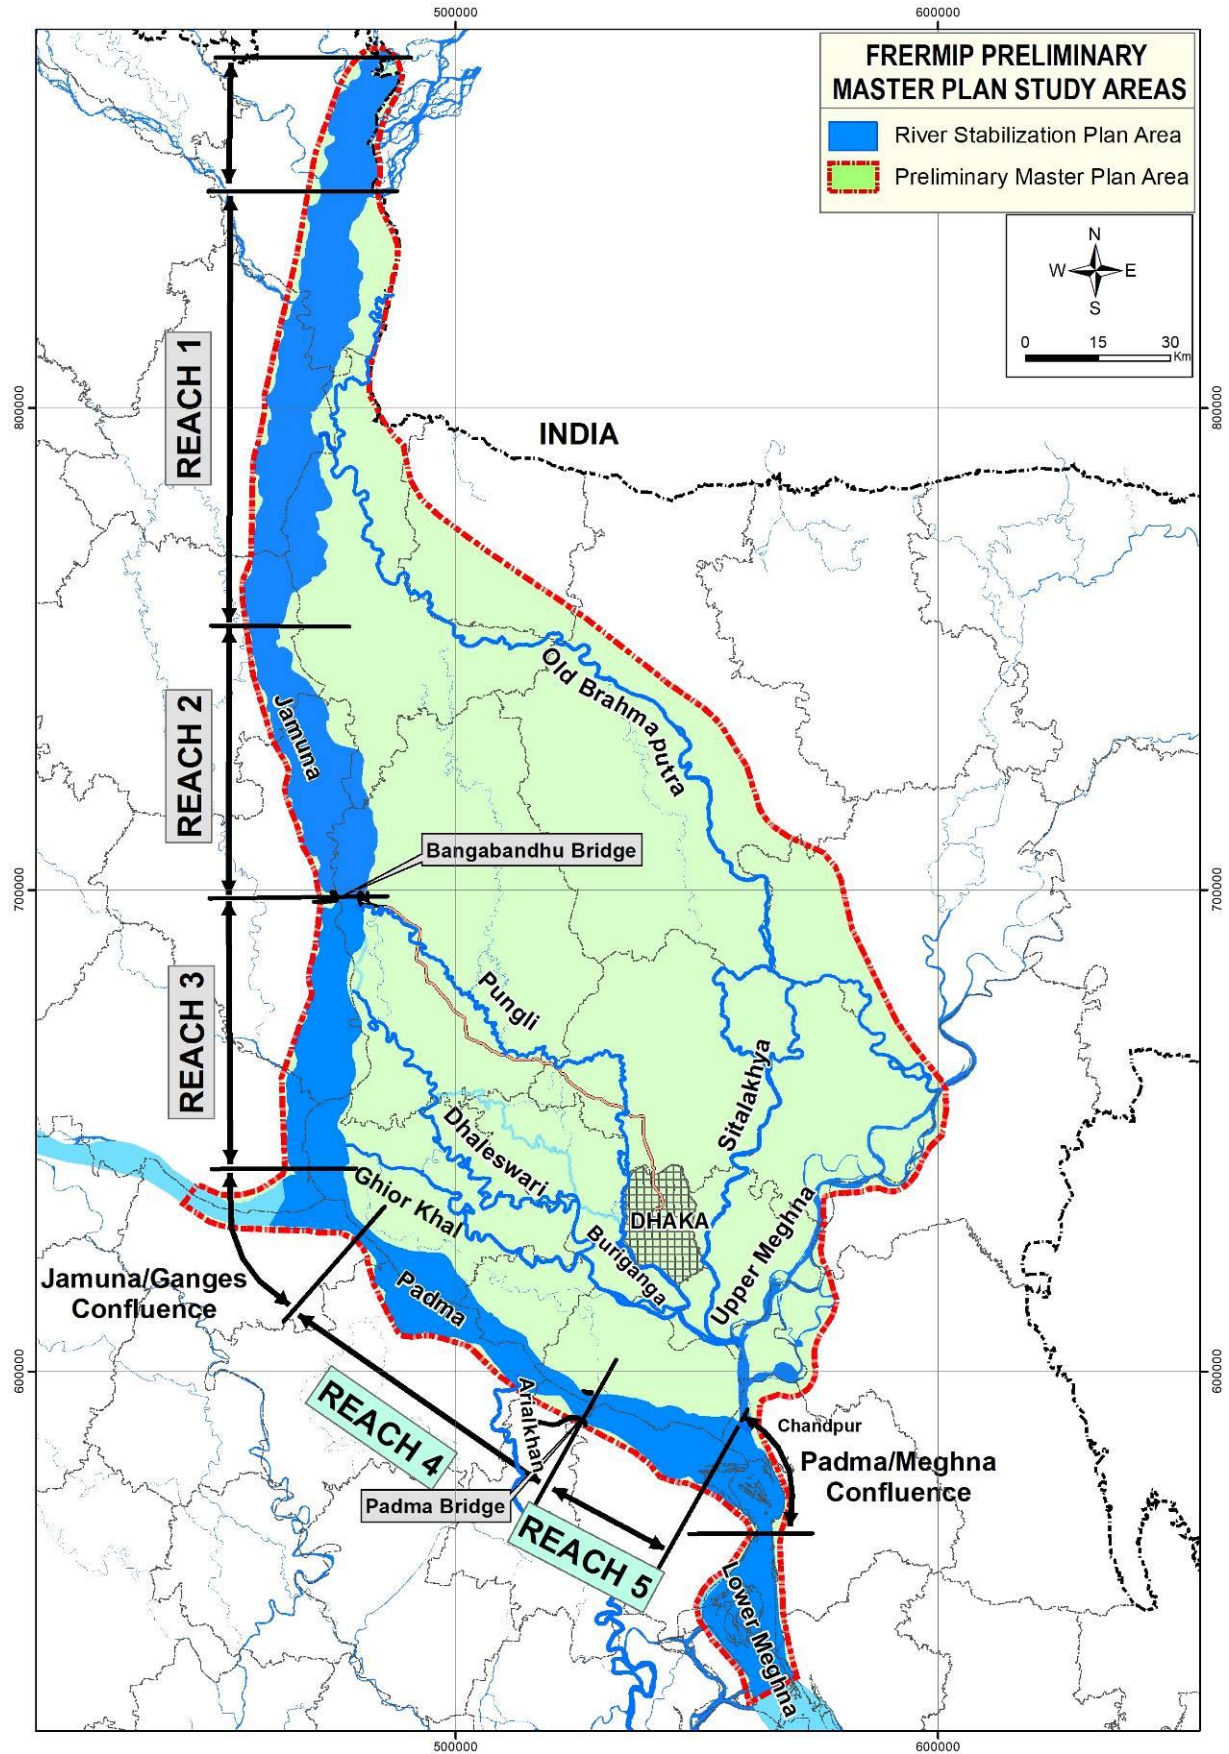 500000
600000
FRERMIP PRELIMINARY
MASTER PLAN STUDY AREAS
River Stabilization Plan Area
Preliminary Master Plan Area
N
W
E
S
0
15
30
Km
REACH 1
800000
800000
INDIA
Old Brahmaputra
Jamuna
REACH 2
Bangabandhu Bridge
700000
700000
REACH 3
Pungli
Sitalakhya
Dhaleswari
Ghior Khal
DHAKA
Buriganga
Upper Meghna
Jamuna/Ganges
Confluence
Padma
600000
600000
REACH 4
Arialkhan
Chandpur
Padma/Meghna
Confluence
Padma Bridge
REACH 5
Lower Meghna
500000
600000